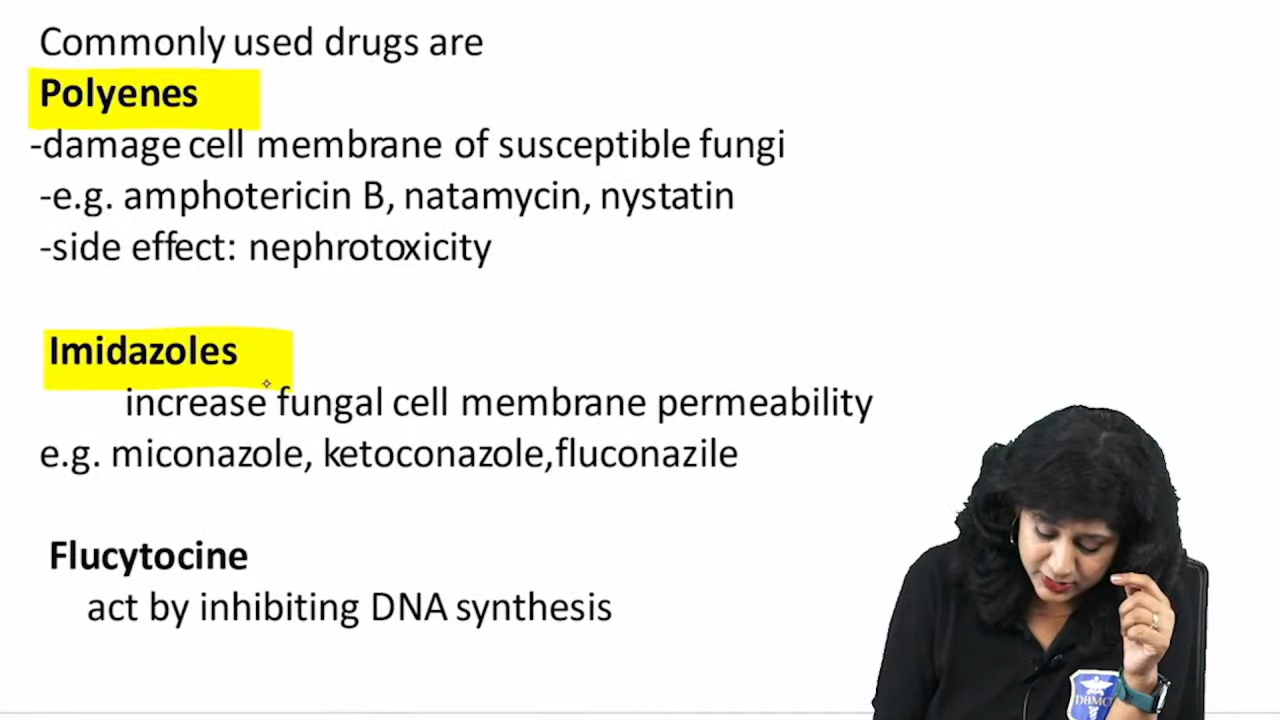 Commonly used drugs are
Polyenes
-damage cell membrane of susceptible fungi
-e.g. amphotericin B, natamycin, nystatin
-side effect: nephrotoxicity
Imidazoles
increase fungal cell membrane permeability
e.g. miconazole, ketoconazole,fluconazile
Flucytocine
act by inhibiting DNA synthesis
DBMC